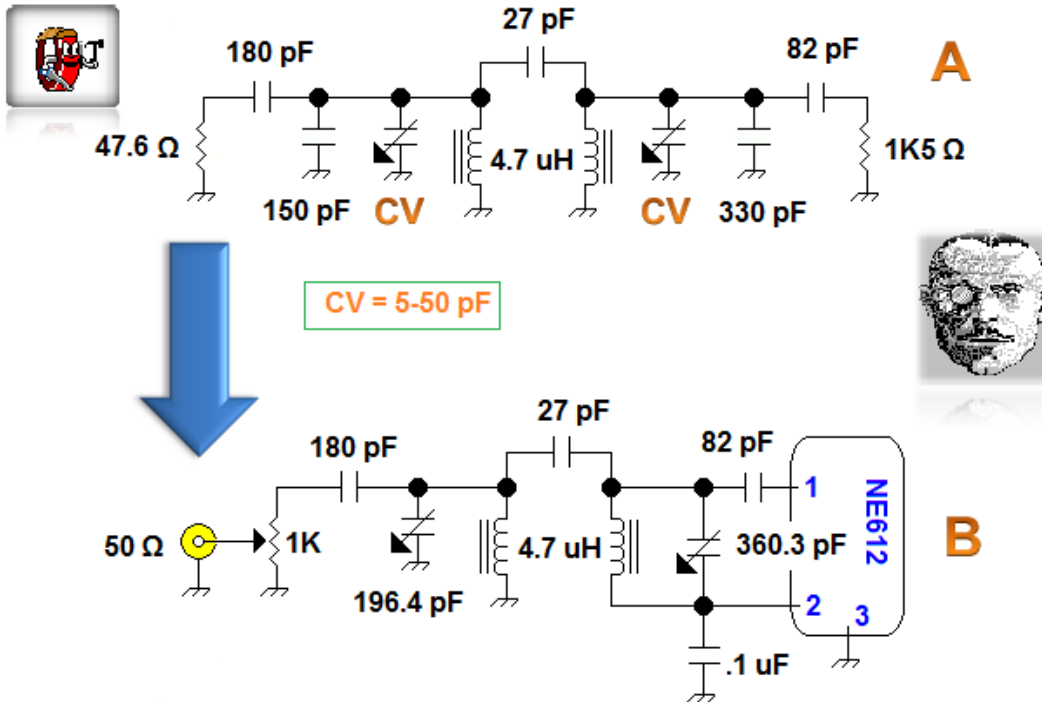 27 pF
180 pF
82 pF
A
47.6 Ω
4.7 uH
1K5 Ω
150 pF
CV
CV
330 pF
CV = 5-50 pF
27 pF
180 pF
82 pF
1
NE612
50 Ω
1K
4.7 uH
360.3 pF
B
196.4 pF
2
3
.1 uF